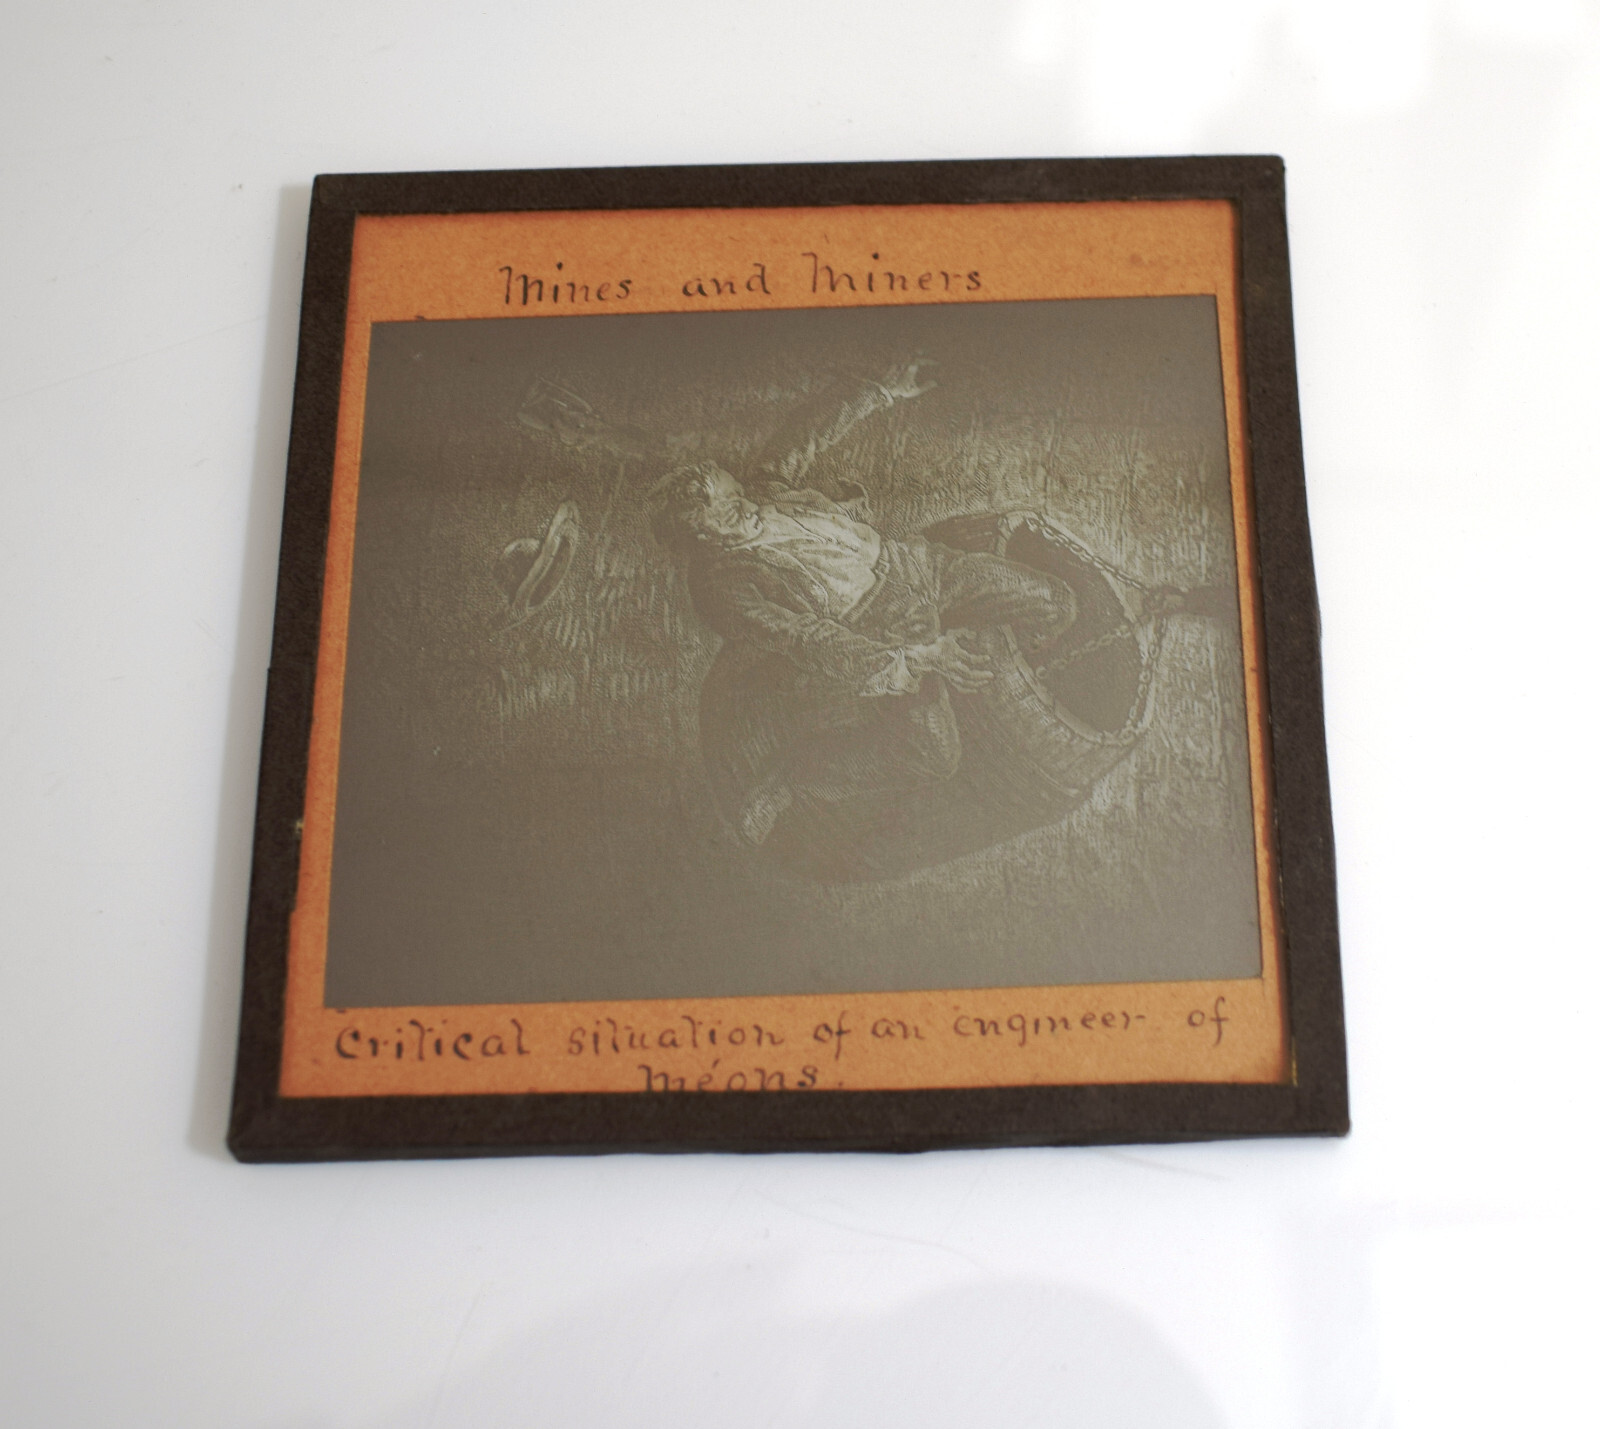 Mines and Miners
Critical situation of an engineer of
Méons.